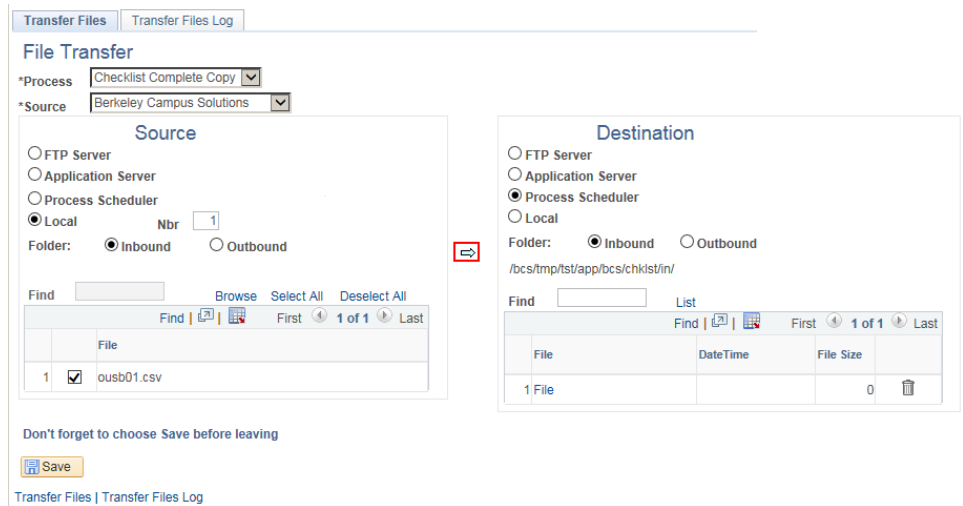 Transfer Files Transfer Files Log
File Transfer
*Process Checklist Complete Copy
*Source Berkeley Campus Solutions
Source
FTP Server
Application Server
Process Scheduler
Local Nbr 1
Folder: Inbound Outbound
Find Browse Select All Deselect All
Find | | First 1 of 1 Last
File
1 ousb01.csv
Destination
FTP Server
Application Server
Process Scheduler
Local
Folder: Inbound Outbound
/bcs/tmp/tst/app/bcs/chklst/in/
Find List
Find | | First 1 of 1 Last
File DateTime File Size
1 File 0
Don't forget to choose Save before leaving
Save
Transfer Files | Transfer Files Log